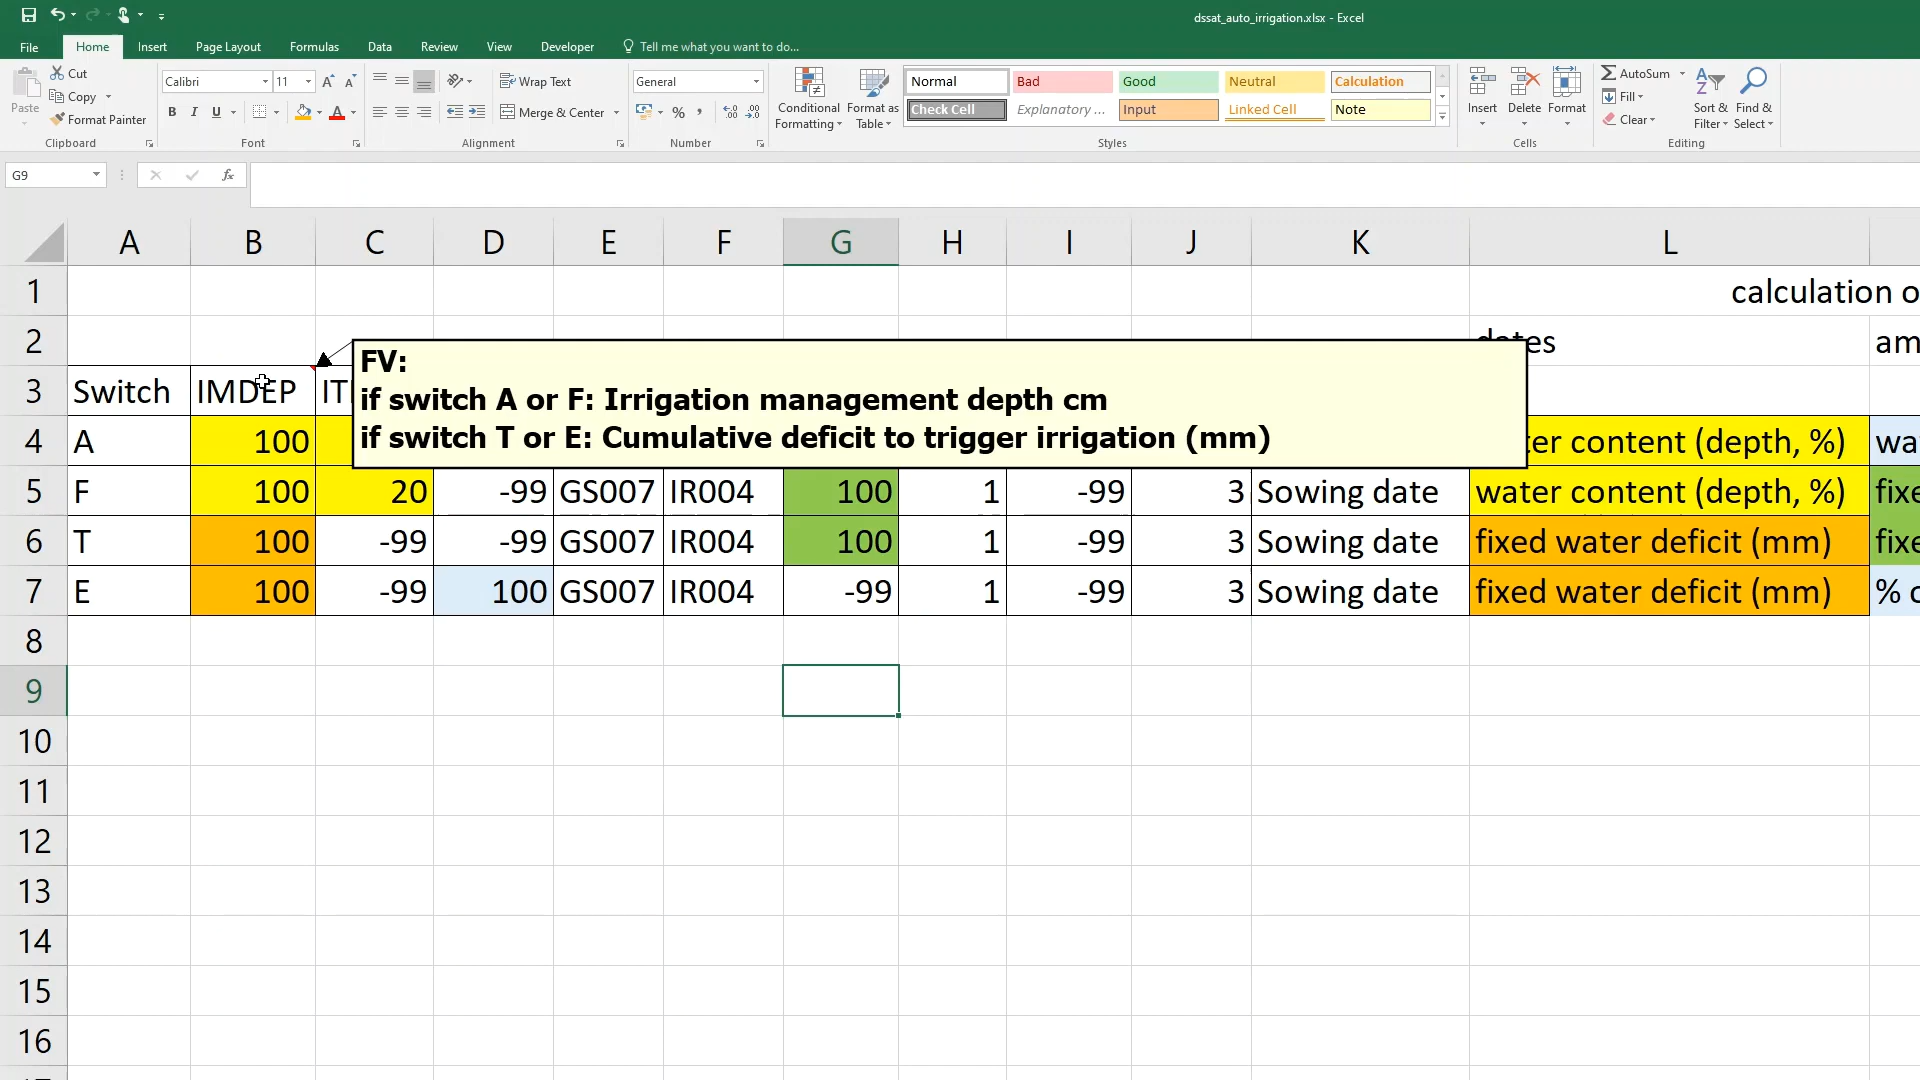 dssat_auto_irrigation.xlsx - Excel
File Home Insert Page Layout Formulas Data Review View Developer Tell me what you want to do...
Paste Cut Copy Format Painter Clipboard
Calibri 11 B I U Font
Wrap Text Merge & Center Alignment
General % , Number
Conditional Formatting Format as Table
Normal Bad Good Neutral Calculation
Check Cell Explanatory ... Input Linked Cell Note
Styles
Insert Delete Format Cells
AutoSum Fill Clear Sort & Filter Find & Select Editing
G9 fx
A B C D E F G H I J K L
1 calculation o
2 dates am
FV:
if switch A or F: Irrigation management depth cm
if switch T or E: Cumulative deficit to trigger irrigation (mm)
3 Switch IMDEP
4 A 100 content (depth, %) wa
5 F 100 20 -99 GS007 IR004 100 1 -99 3 Sowing date water content (depth, %) fixe
6 T 100 -99 -99 GS007 IR004 100 1 -99 3 Sowing date fixed water deficit (mm) fixe
7 E 100 -99 100 GS007 IR004 -99 1 -99 3 Sowing date fixed water deficit (mm) %
8
9
10
11
12
13
14
15
16